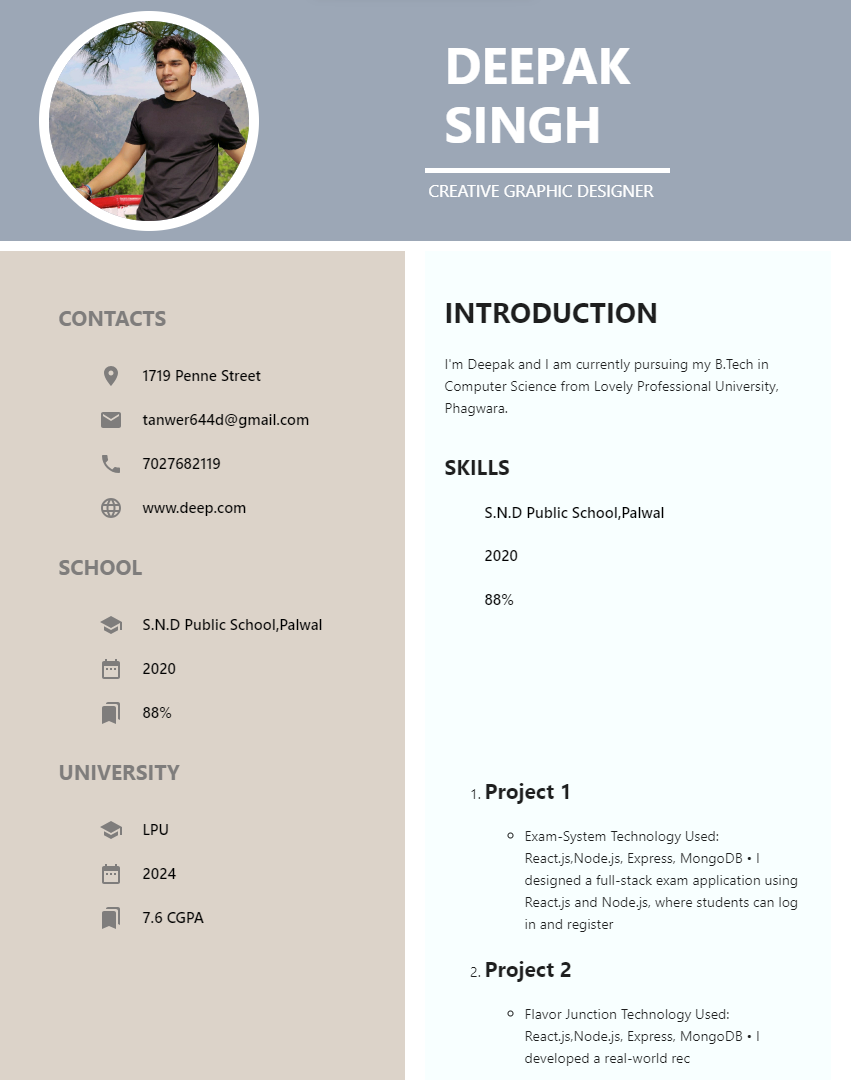 DEEPAK
SINGH
CREATIVE GRAPHIC DESIGNER
CONTACTS
1719 Penne Street
tanwer644d@gmail.com
7027682119
www.deep.com
SCHOOL
S.N.D Public School,Palwal
2020
88%
UNIVERSITY
LPU
2024
7.6 CGPA
INTRODUCTION
I'm Deepak and I am currently pursuing my B.Tech in
Computer Science from Lovely Professional University,
Phagwara.
SKILLS
S.N.D Public School,Palwal
2020
88%
1. Project 1
Exam-System Technology Used:
React.js,Node.js, Express, MongoDB • I
designed a full-stack exam application using
React.js and Node.js, where students can log
in and register
2. Project 2
Flavor Junction Technology Used:
React.js,Node.js, Express, MongoDB • I
developed a real-world rec